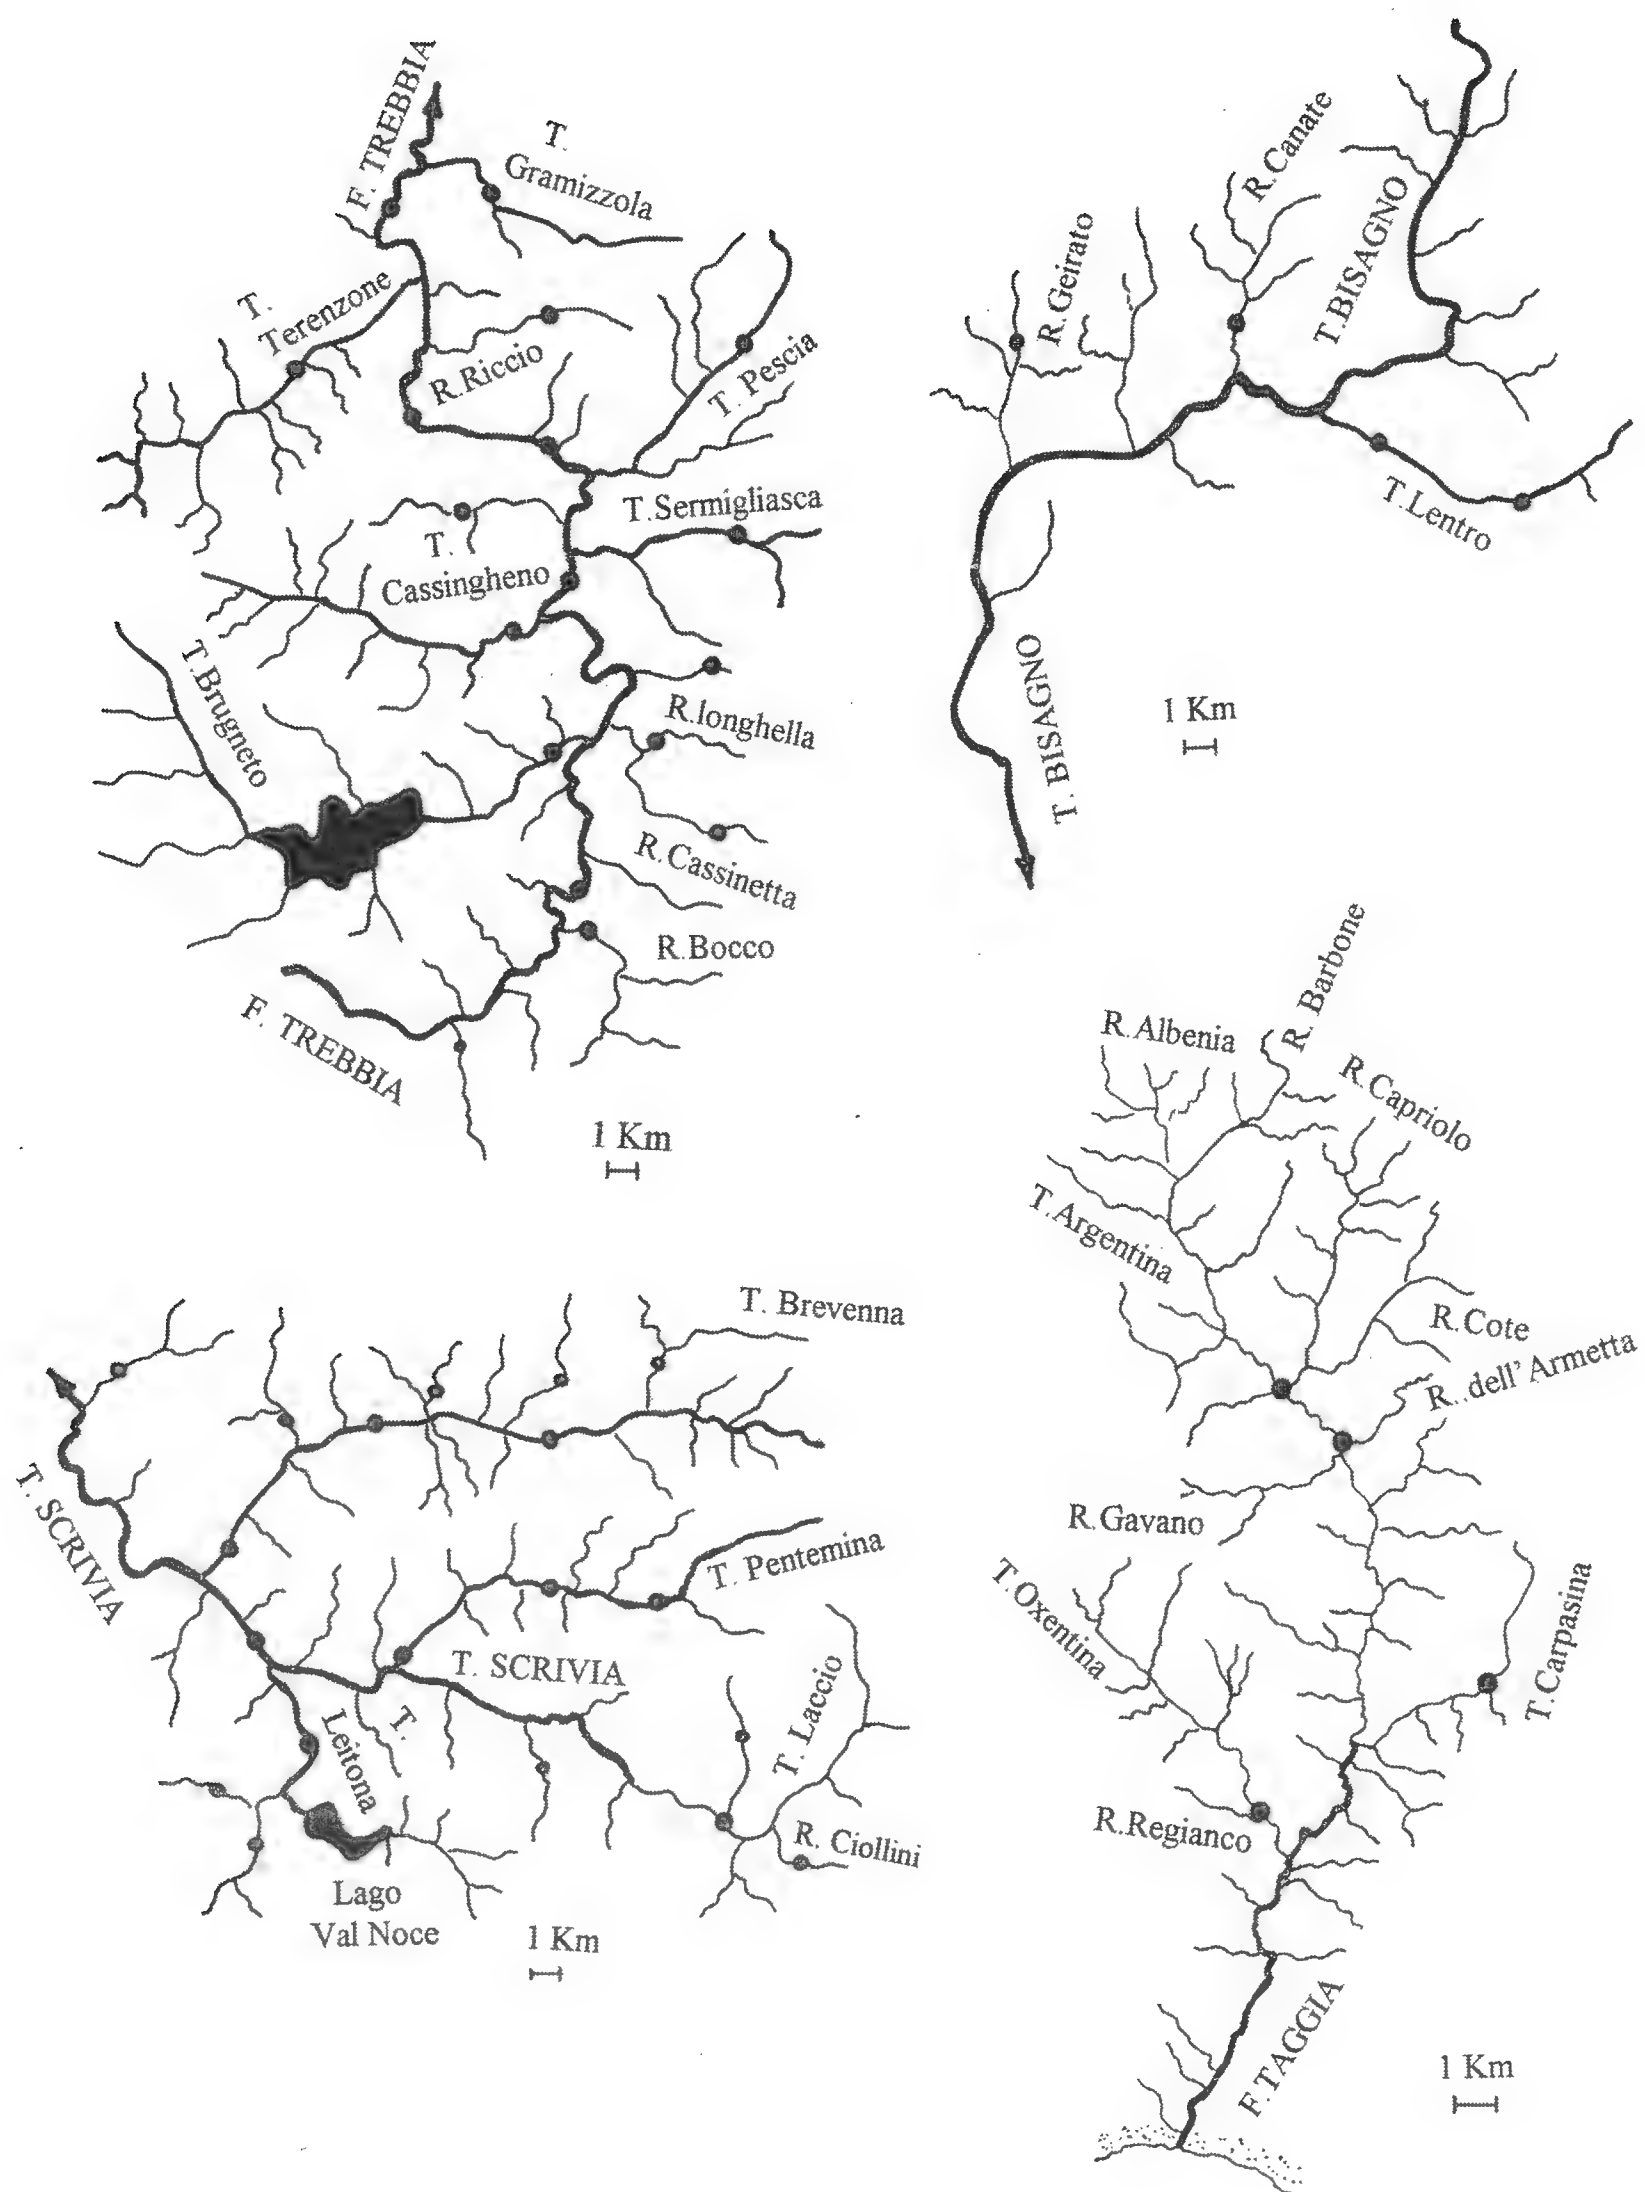 F. TREBBIA
T.
Gramizzola
T.
Terenzone
R.Riccio
T. Pescia
T.Sermigliasca
T.
Cassingheno
T.Brugneto
R.longhella
R.Cassinetta
R.Bocco
F. TREBBIA
1 Km
R.Canate
R.Geirato
T.BISAGNO
T.Lentro
T. BISAGNO
1 Km
T. Brevenna
T. SCRIVIA
T. Pentemina
T. SCRIVIA
T.
Leitona
T. Laccio
R. Ciollini
Lago
Val Noce
1 Km
R. Barbone
R.Albenia
R.Capriolo
T.Argentina
R.Cote
R..dell'Armetta
R.Gavano
T.Oxentina
T.Carpasina
R.Regianco
F.TAGGIA
1 Km